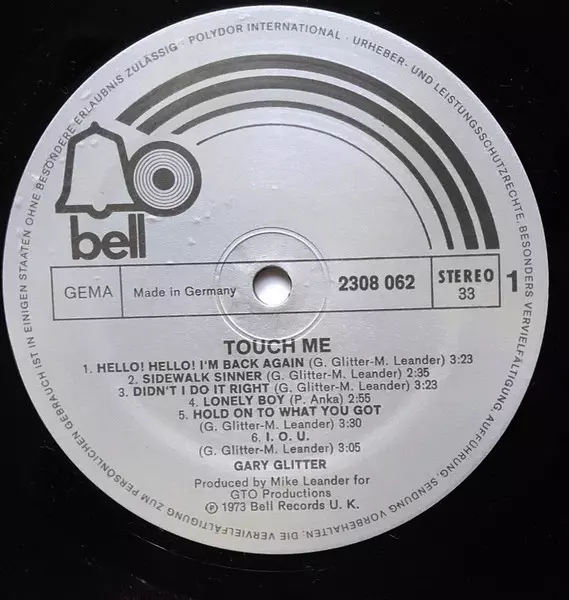 URHEBER- UND LEISTUNGSSCHUTZRECHTE, BESONDERS VERVIELFÄLTIGUNG, AUFFÜHRUNG, SENDUNG VORBEHALTEN. DIE VERVIELFÄLTIGUNG ZUM PERSÖNLICHEN GEBRAUCH IST IN EINIGEN STAATEN OHNE BESONDERE ERLAUBNIS ZULÄSSIG · POLYDOR INTERNATIONAL ·
bell
GEMA
Made in Germany
2308 062
STEREO
33
1
TOUCH ME
1. HELLO! HELLO! I'M BACK AGAIN (G. Glitter-M. Leander) 3:23
2. SIDEWALK SINNER (G. Glitter-M. Leander) 2:35
3. DIDN'T I DO IT RIGHT (G. Glitter-M. Leander) 3:23
4. LONELY BOY (P. Anka) 2:55
5. HOLD ON TO WHAT YOU GOT
(G. Glitter-M. Leander) 3:30
6. I. O. U.
(G. Glitter-M. Leander) 3:05
GARY GLITTER
Produced by Mike Leander for
GTO Productions
℗ 1973 Bell Records U. K.